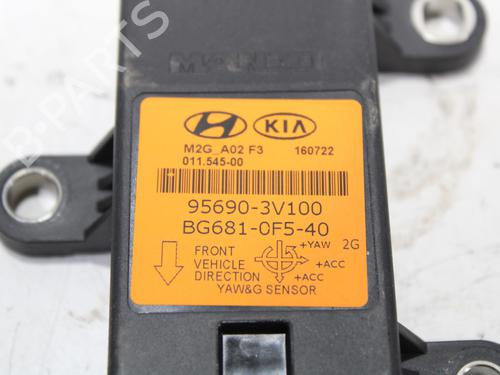 MANDO
HYUNDAI
KIA
M2G_A02 F3 160722
011.545-00
95690-3V100
BG681-0F5-40
FRONT
VEHICLE
DIRECTION
+YAW 2G
+ACC
+ACC
YAW&G SENSOR
B-PARTS